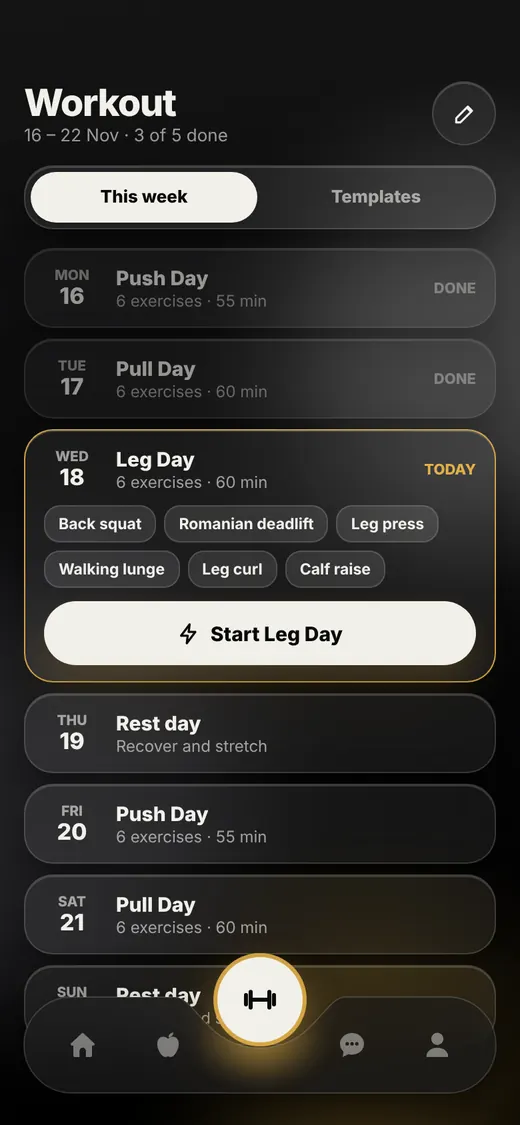 Workout
16 – 22 Nov · 3 of 5 done
This week
Templates
MON
16
Push Day
6 exercises · 55 min
DONE
TUE
17
Pull Day
6 exercises · 60 min
DONE
WED
18
Leg Day
6 exercises · 60 min
TODAY
Back squat
Romanian deadlift
Leg press
Walking lunge
Leg curl
Calf raise
Start Leg Day
THU
19
Rest day
Recover and stretch
FRI
20
Push Day
6 exercises · 55 min
SAT
21
Pull Day
6 exercises · 60 min
SUN
Rest day